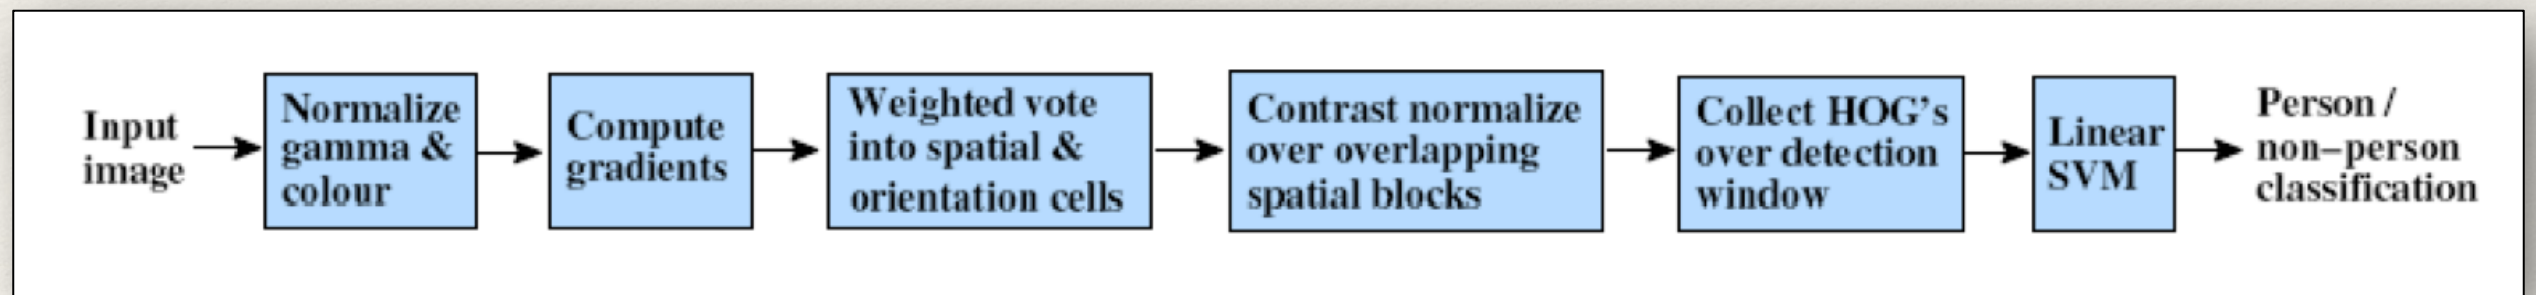 Input
image
Normalize
gamma &
colour
Compute
gradients
Weighted vote
into spatial &
orientation cells
Contrast normalize
over overlapping
spatial blocks
Collect HOG's
over detection
window
Linear
SVM
Person /
non–person
classification